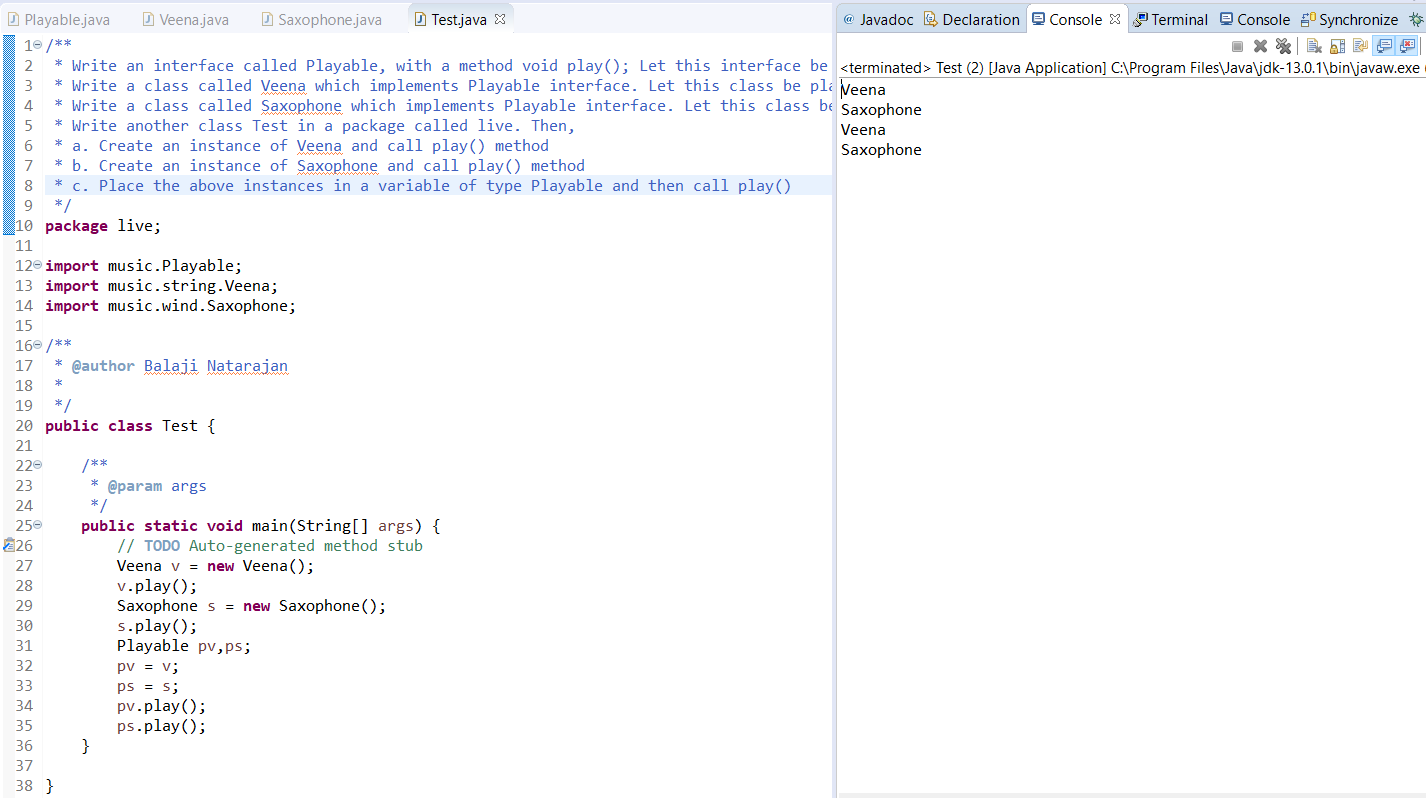 Playable.java Veena.java Saxophone.java Test.java
1 /**
2 * Write an interface called Playable, with a method void play(); Let this interface be
3 * Write a class called Veena which implements Playable interface. Let this class be pla
4 * Write a class called Saxophone which implements Playable interface. Let this class be
5 * Write another class Test in a package called live. Then,
6 * a. Create an instance of Veena and call play() method
7 * b. Create an instance of Saxophone and call play() method
8 * c. Place the above instances in a variable of type Playable and then call play()
9 */
10 package live;
11
12 import music.Playable;
13 import music.string.Veena;
14 import music.wind.Saxophone;
15
16 /**
17 * @author Balaji Natarajan
18 *
19 */
20 public class Test {
21
22 /**
23 * @param args
24 */
25 public static void main(String[] args) {
26 // TODO Auto-generated method stub
27 Veena v = new Veena();
28 v.play();
29 Saxophone s = new Saxophone();
30 s.play();
31 Playable pv,ps;
32 pv = v;
33 ps = s;
34 pv.play();
35 ps.play();
36 }
37
38 }
@ Javadoc Declaration Console Terminal Console Synchronize
<terminated> Test (2) [Java Application] C:\Program Files\Java\jdk-13.0.1\bin\javaw.exe (
Veena
Saxophone
Veena
Saxophone